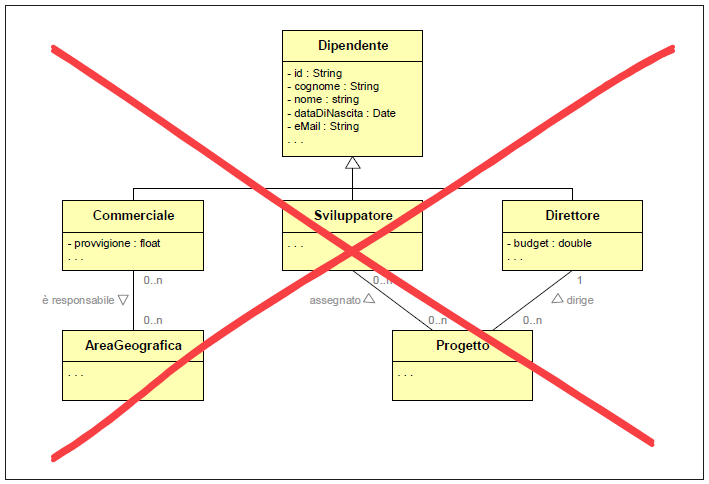 Dipendente
- id : String
- cognome : String
- nome : string
- dataDiNascita : Date
- eMail : String
. . .
Commerciale
- provvigione : float
. . .
Sviluppatore
. . .
Direttore
- budget : double
. . .
0..n
0..n
1
è responsabile
assegnato
dirige
0..n
0..n
0..n
AreaGeografica
. . .
Progetto
. . .